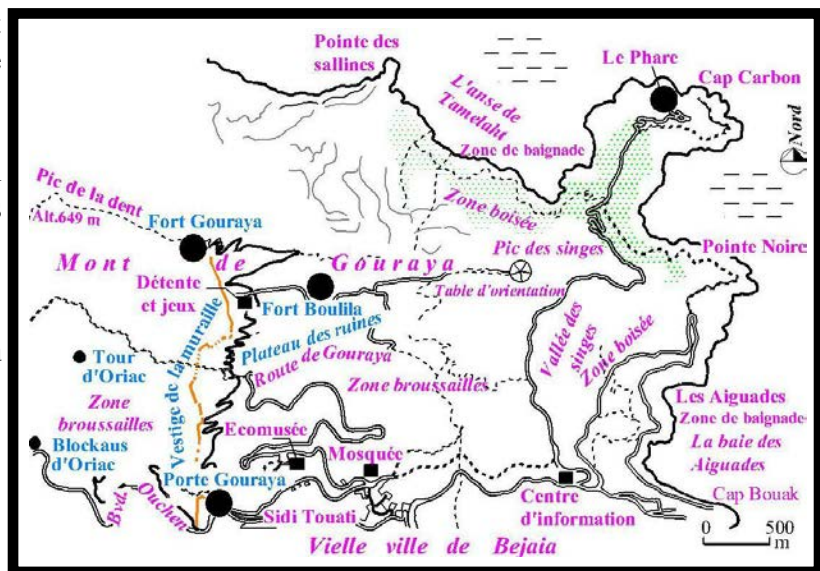 Pointe des
sallines
Le Phare
Cap Carbon
L'anse de
Tamelaht
Zone de baignade
Nord
Pic de la dent
Alt.649 m
Fort Gouraya
Zone boisée
Pic des singes
Pointe Noire
Mont de Gouraya
Détente
et jeux
Fort Boulila
Table d'orientation
Plateau des ruines
Route de Gouraya
Vestige de la muraille
Tour
d'Oriac
Zone
broussailles
Zone broussailles
Vallée des
singes
Zone boisée
Les Aiguades
Zone de baignade
La baie des
Aiguades
Blockaus
d'Oriac
Ecomusée
Mosquée
Porte Gouraya
Bvd.
Ouchen
Sidi Touati
Centre
d'information
Cap Bouak
Vielle ville de Bejaia
0 500
m